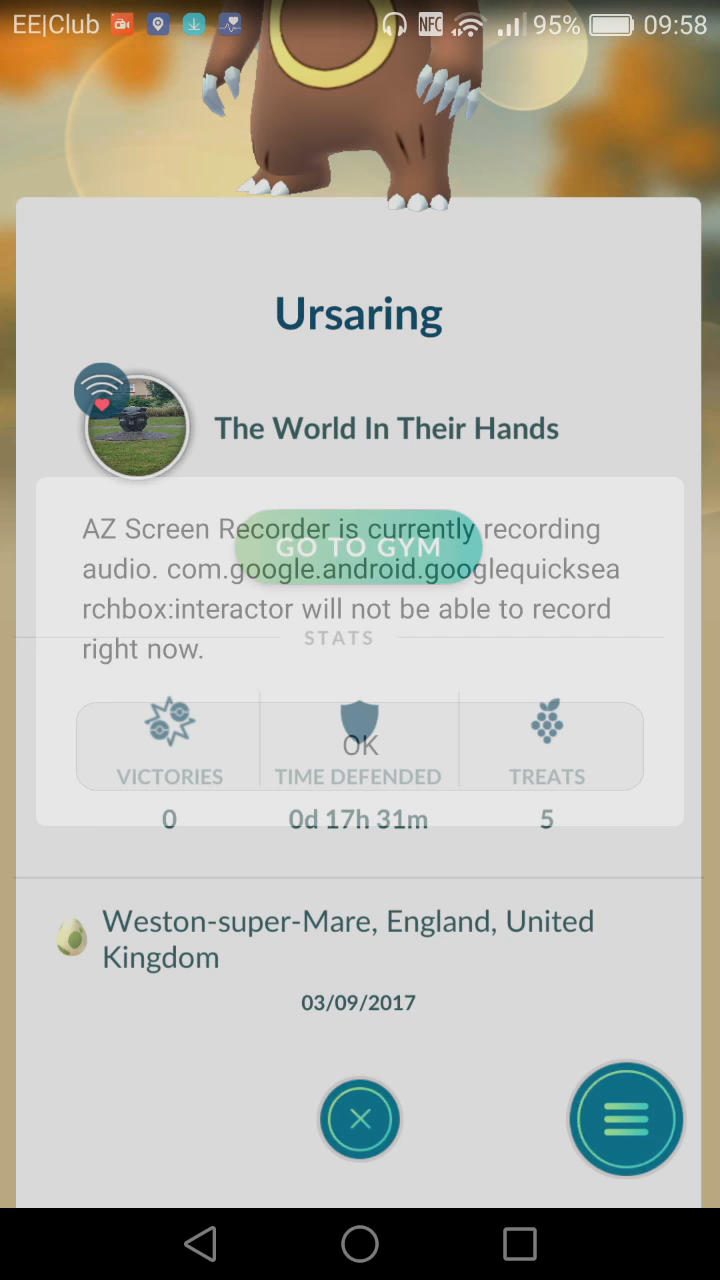 EE|Club NFC 95% 09:58
Ursaring
The World In Their Hands
AZ Screen Recorder is currently recording
GO TO GYM
audio. com.google.android.googlequicksea
rchbox:interactor will not be able to record
STATS
right now.
OK
VICTORIES TIME DEFENDED TREATS
0 0d 17h 31m 5
Weston-super-Mare, England, United
Kingdom
03/09/2017